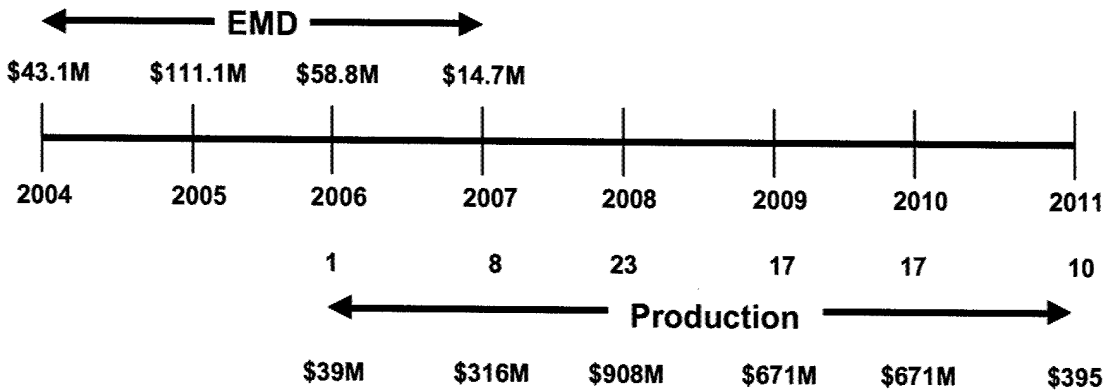 EMD
$43.1M $111.1M $58.8M $14.7M
2004 2005 2006 2007 2008 2009 2010 2011
1 8 23 17 17 10
Production
$39M $316M $908M $671M $671M $395